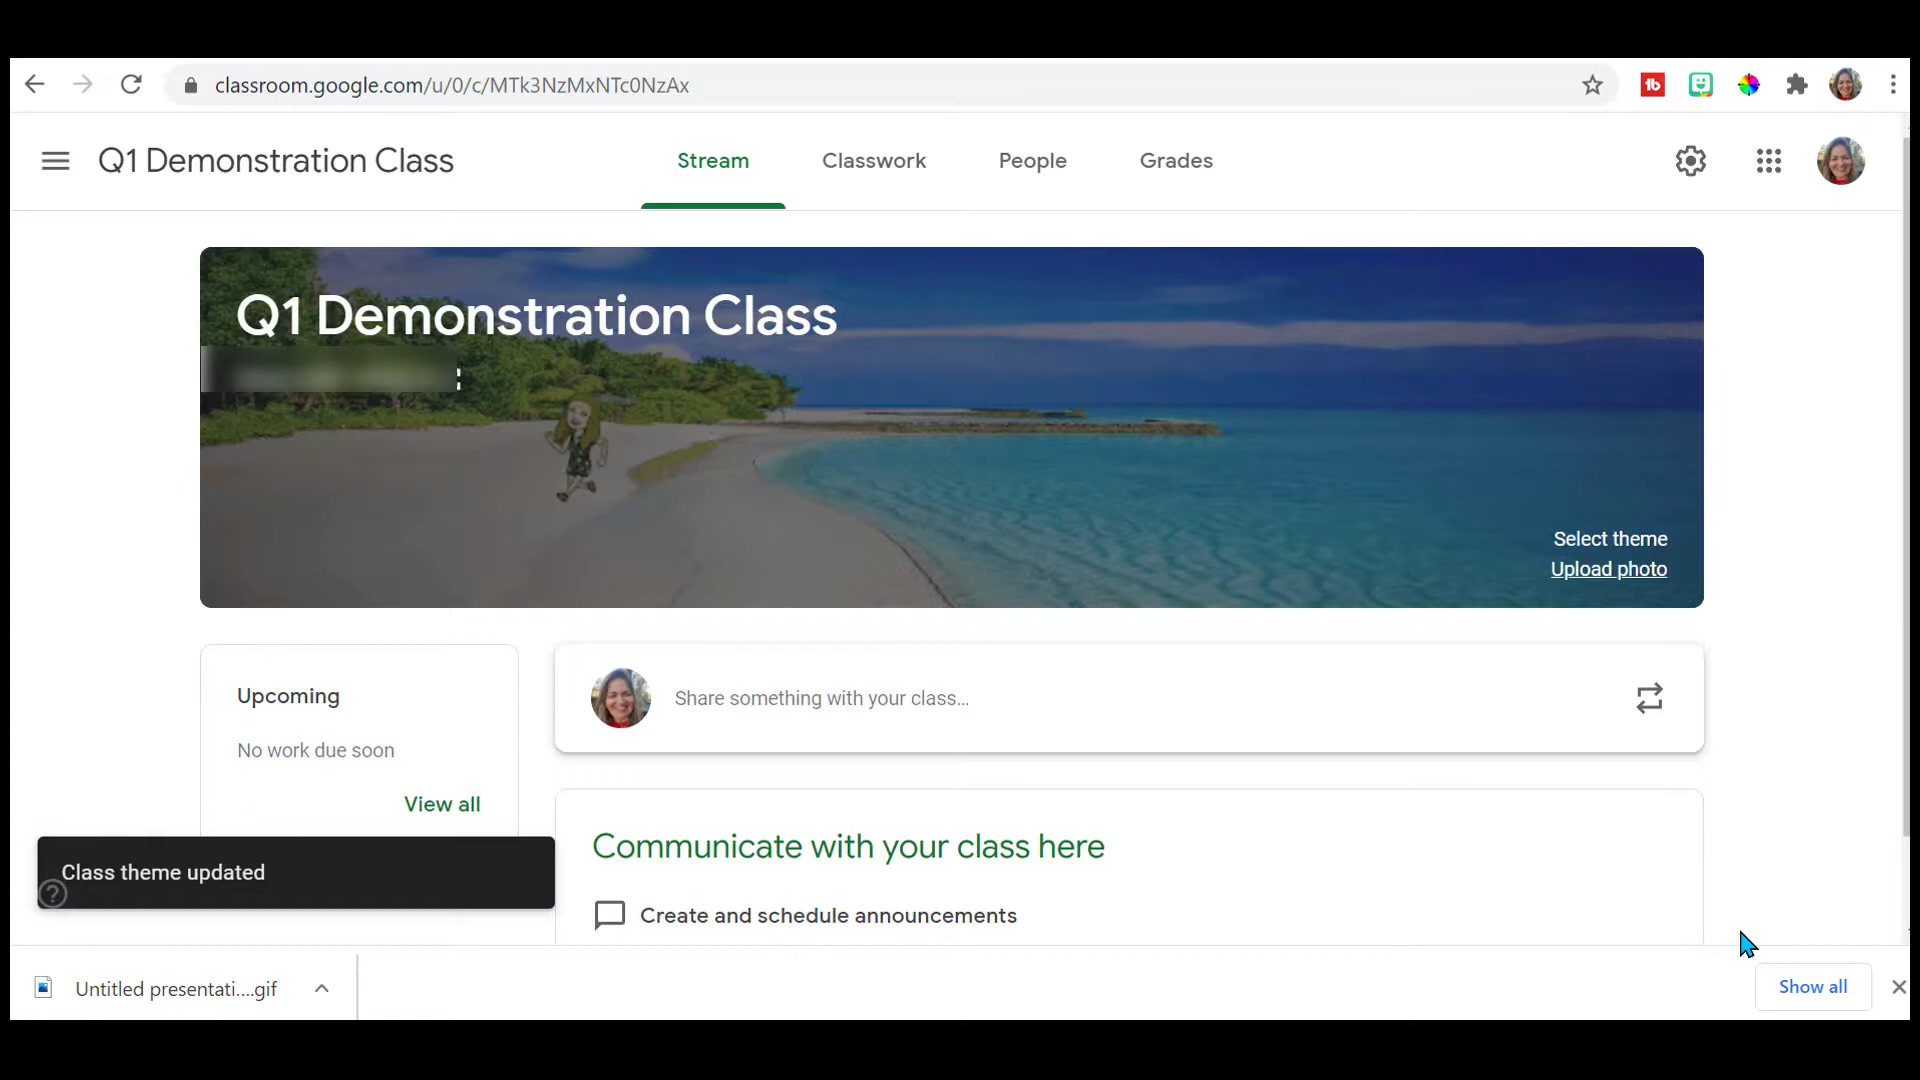 classroom.google.com/u/0/c/MTk3NzMxNTc0NzAx
tb
Q1 Demonstration Class
Stream
Classwork
People
Grades
Q1 Demonstration Class
Select theme
Upload photo
Upcoming
No work due soon
View all
Share something with your class...
Communicate with your class here
Create and schedule announcements
Class theme updated
?
Untitled presentati....gif
Show all